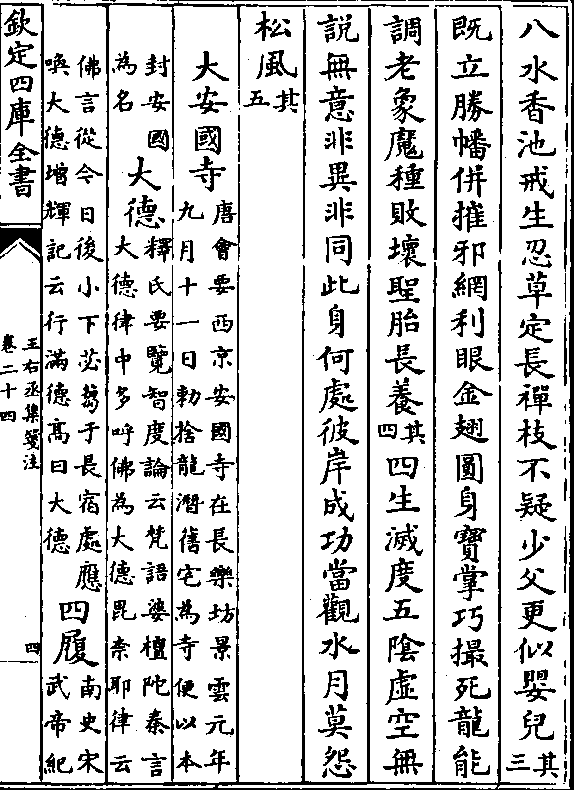 八水香池戒生忍草定長禪枝不疑少父更似嬰兒其三
既立勝幡併摧邪網利眼金翅圓身寶掌巧撮死龍能
調老象魔種敗壞聖胎長養其四四生滅度五陰虛空無
說無意非異非同此身何處彼岸成功當觀水月莫怨
松風其五
大安國寺唐會要西京安國寺在長樂坊景雲元年九月十一日勅捨龍潛舊宅為寺便以本
封安國為名大德釋氏要覽智度論云梵語婆檀陀秦言大德律中多呼佛為大德毘柰耶律云
佛言從今日後小下苾蒭于長宿處應喚大德増輝記云行滿德髙曰大德四履南史宋武帝紀
欽定四庫全書
王右丞集箋注
卷二十四
四